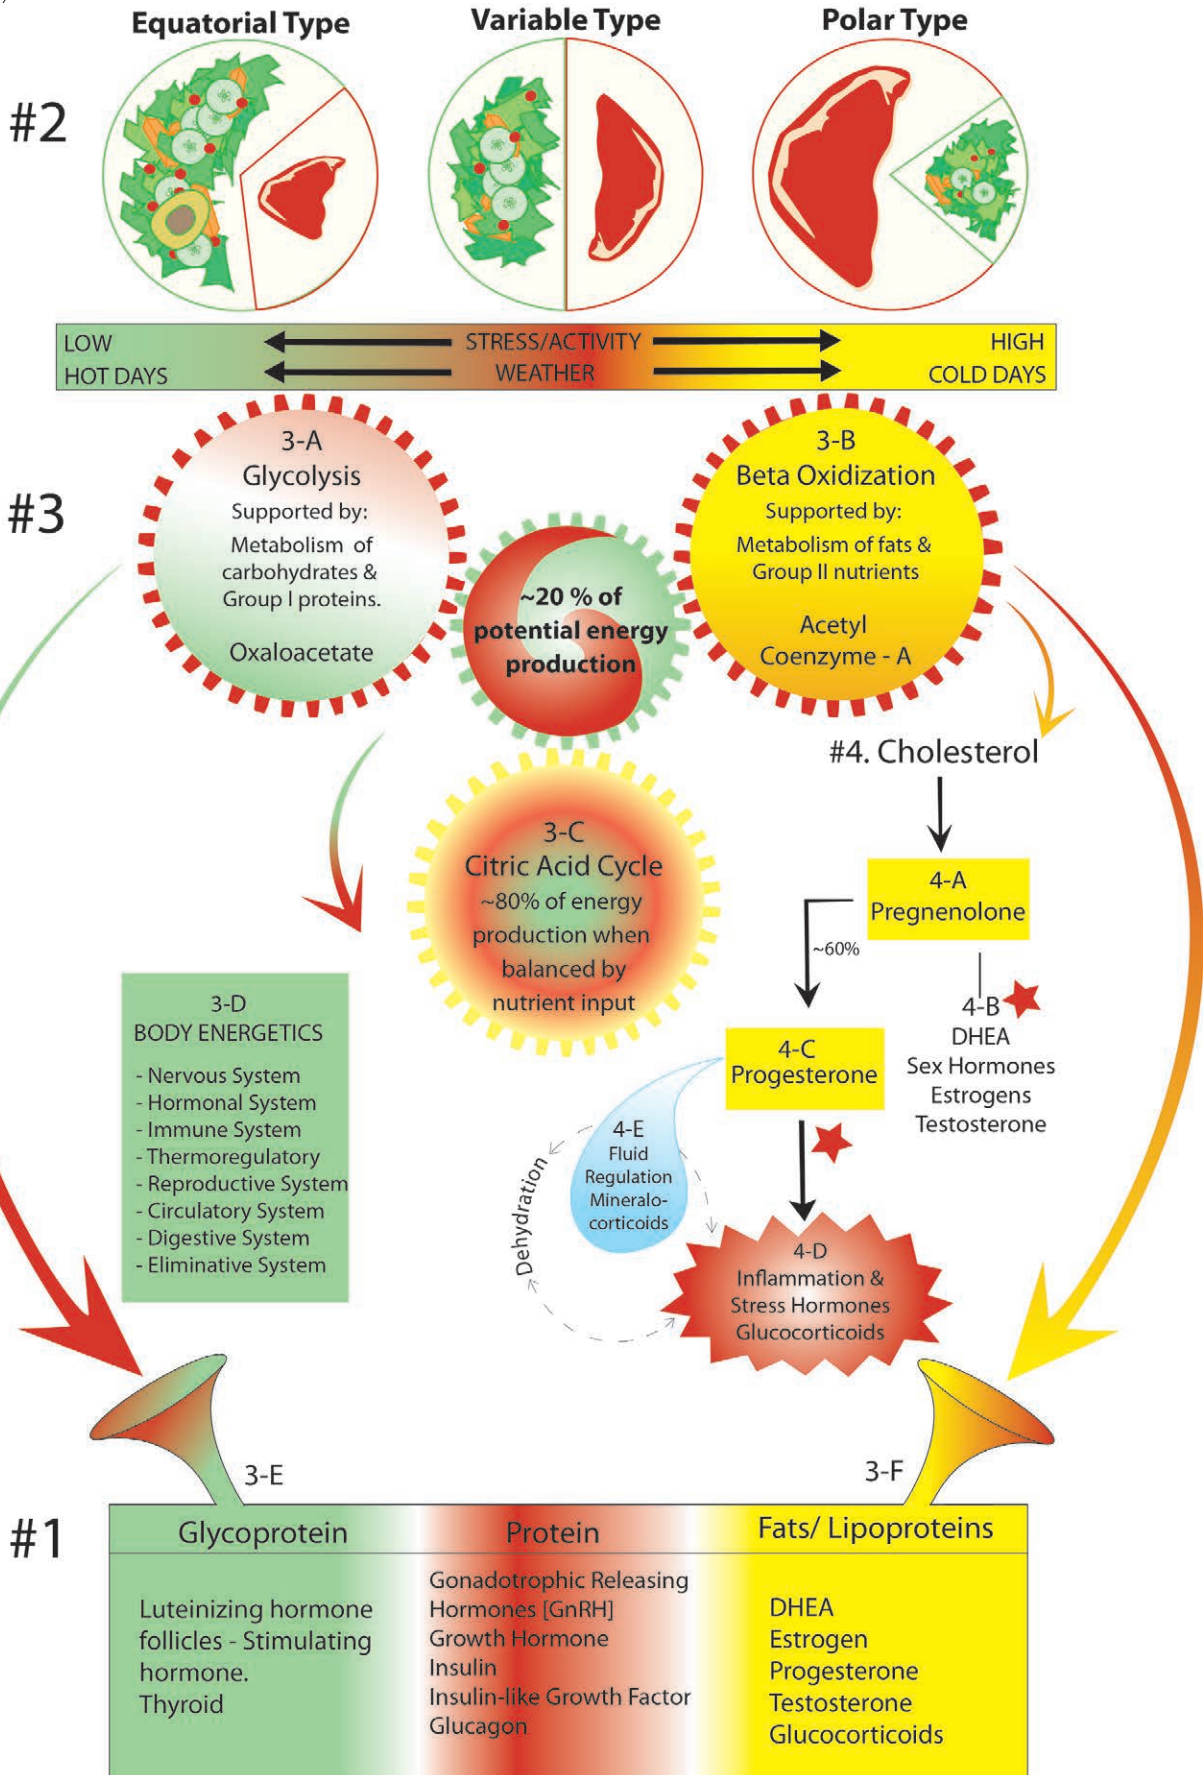 Equatorial Type
Variable Type
Polar Type
#2
LOW
STRESS/ACTIVITY
HIGH
HOT DAYS
WEATHER
COLD DAYS
#3
3-A
Glycolysis
Supported by:
Metabolism of
carbohydrates &
Group I proteins.
Oxaloacetate
~20 % of
potential energy
production
3-B
Beta Oxidization
Supported by:
Metabolism of fats &
Group II nutrients
Acetyl
Coenzyme - A
3-C
Citric Acid Cycle
~80% of energy
production when
balanced by
nutrient input
#4. Cholesterol
4-A
Pregnenolone
~60%
4-B
DHEA
Sex Hormones
Estrogens
Testosterone
4-C
Progesterone
3-D
BODY ENERGETICS
- Nervous System
- Hormonal System
- Immune System
- Thermoregulatory
- Reproductive System
- Circulatory System
- Digestive System
- Eliminative System
4-E
Fluid
Regulation
Mineralo-
corticoids
Dehydration
4-D
Inflammation &
Stress Hormones
Glucocorticoids
3-E
3-F
#1
Glycoprotein
Protein
Fats/ Lipoproteins
Luteinizing hormone
follicles - Stimulating
hormone.
Thyroid
Gonadotrophic Releasing
Hormones [GnRH]
Growth Hormone
Insulin
Insulin-like Growth Factor
Glucagon
DHEA
Estrogen
Progesterone
Testosterone
Glucocorticoids